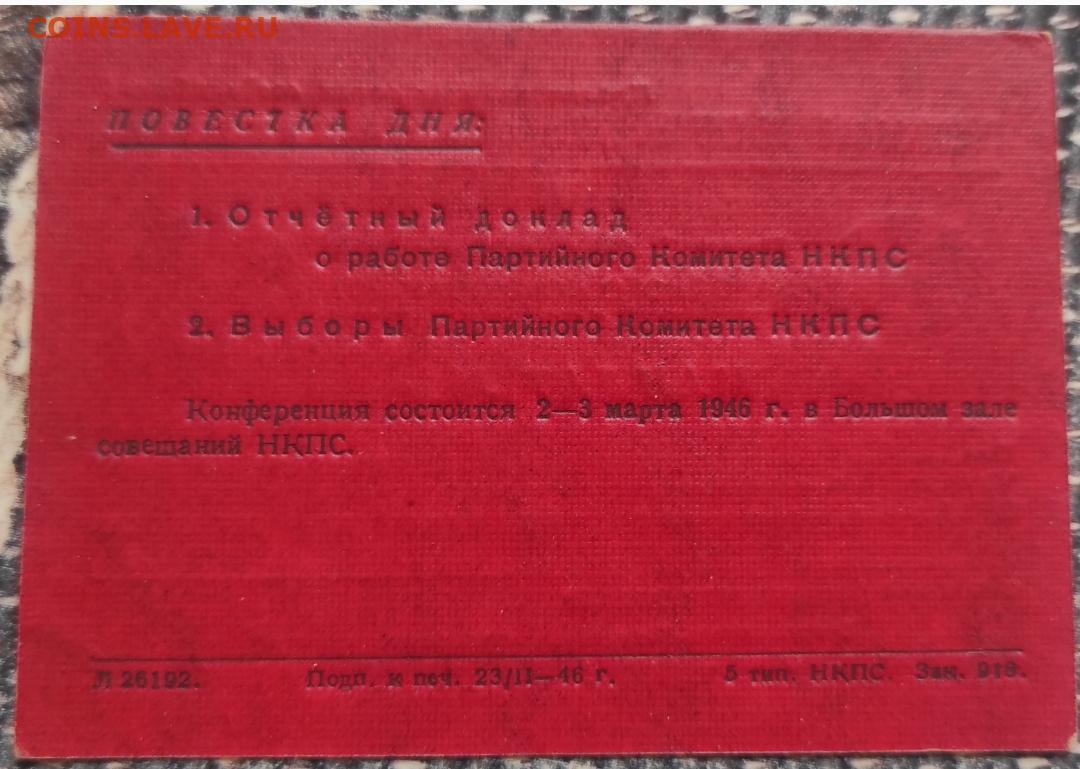 COINS.LAVE.RU
ПОВЕСТКА ДНЯ:
1. Отчётный доклад
о работе Партийного Комитета НКПС
2. Выборы Партийного Комитета НКПС
Конференция состоится 2—3 марта 1946 г. в Большом зале
совещаний НКПС.
Л 26192. Подп. к печ. 23/II—46 г. 5 тип. НКПС. Зак. 918.